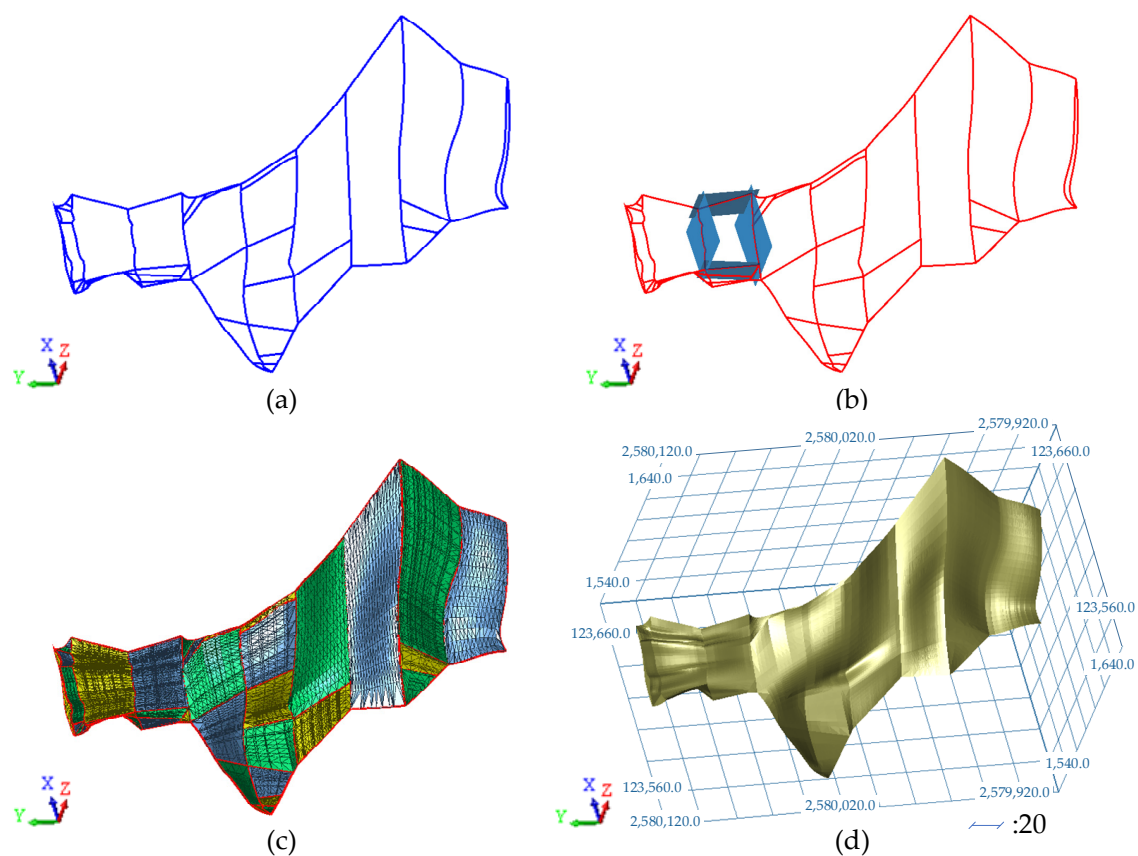 X Z
Y
(a)
X Z
Y
(b)
X Z
Y
(c)
2,579,920.0
2,580,020.0
2,580,120.0
123,660.0
1,640.0
1,540.0
123,660.0
123,560.0
1,640.0
1,540.0
123,560.0
2,579,920.0
2,580,020.0
2,580,120.0
X Z
Y
(d)
:20